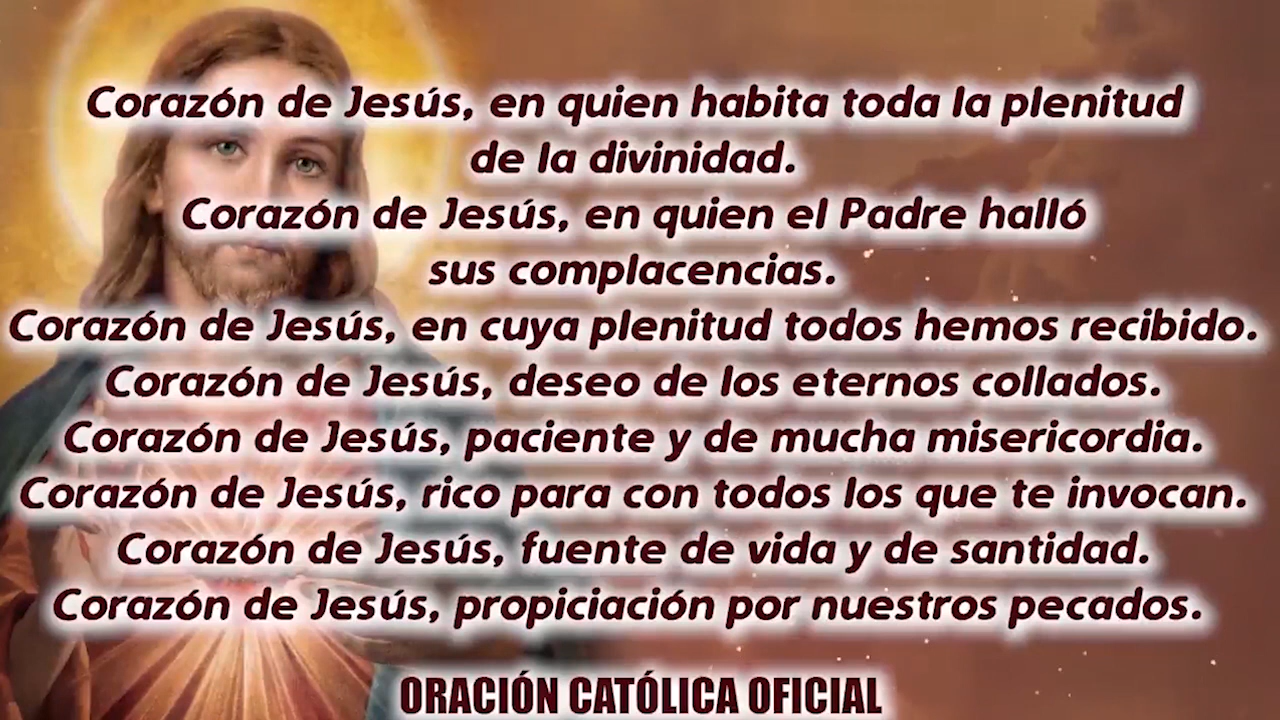 Corazón de Jesús, en quien habita toda la plenitud
de la divinidad.
Corazón de Jesús, en quien el Padre halló
sus complacencias.
Corazón de Jesús, en cuya plenitud todos hemos recibido.
Corazón de Jesús, deseo de los eternos collados.
Corazón de Jesús, paciente y de mucha misericordia.
Corazón de Jesús, rico para con todos los que te invocan.
Corazón de Jesús, fuente de vida y de santidad.
Corazón de Jesús, propiciación por nuestros pecados.
ORACIÓN CATÓLICA OFICIAL